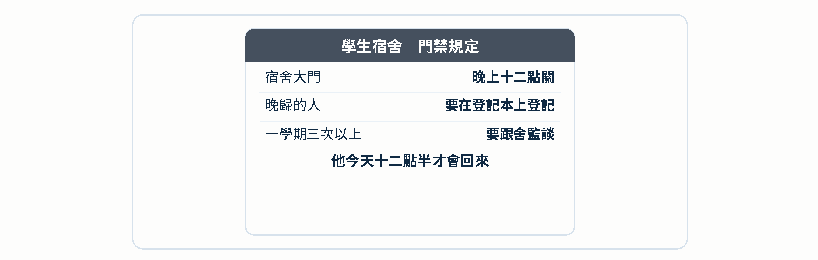 學生宿舍　門禁規定
宿舍大門　晚上十二點關
晚歸的人　要在登記本上登記
一學期三次以上　要跟舍監談
他今天十二點半才會回來